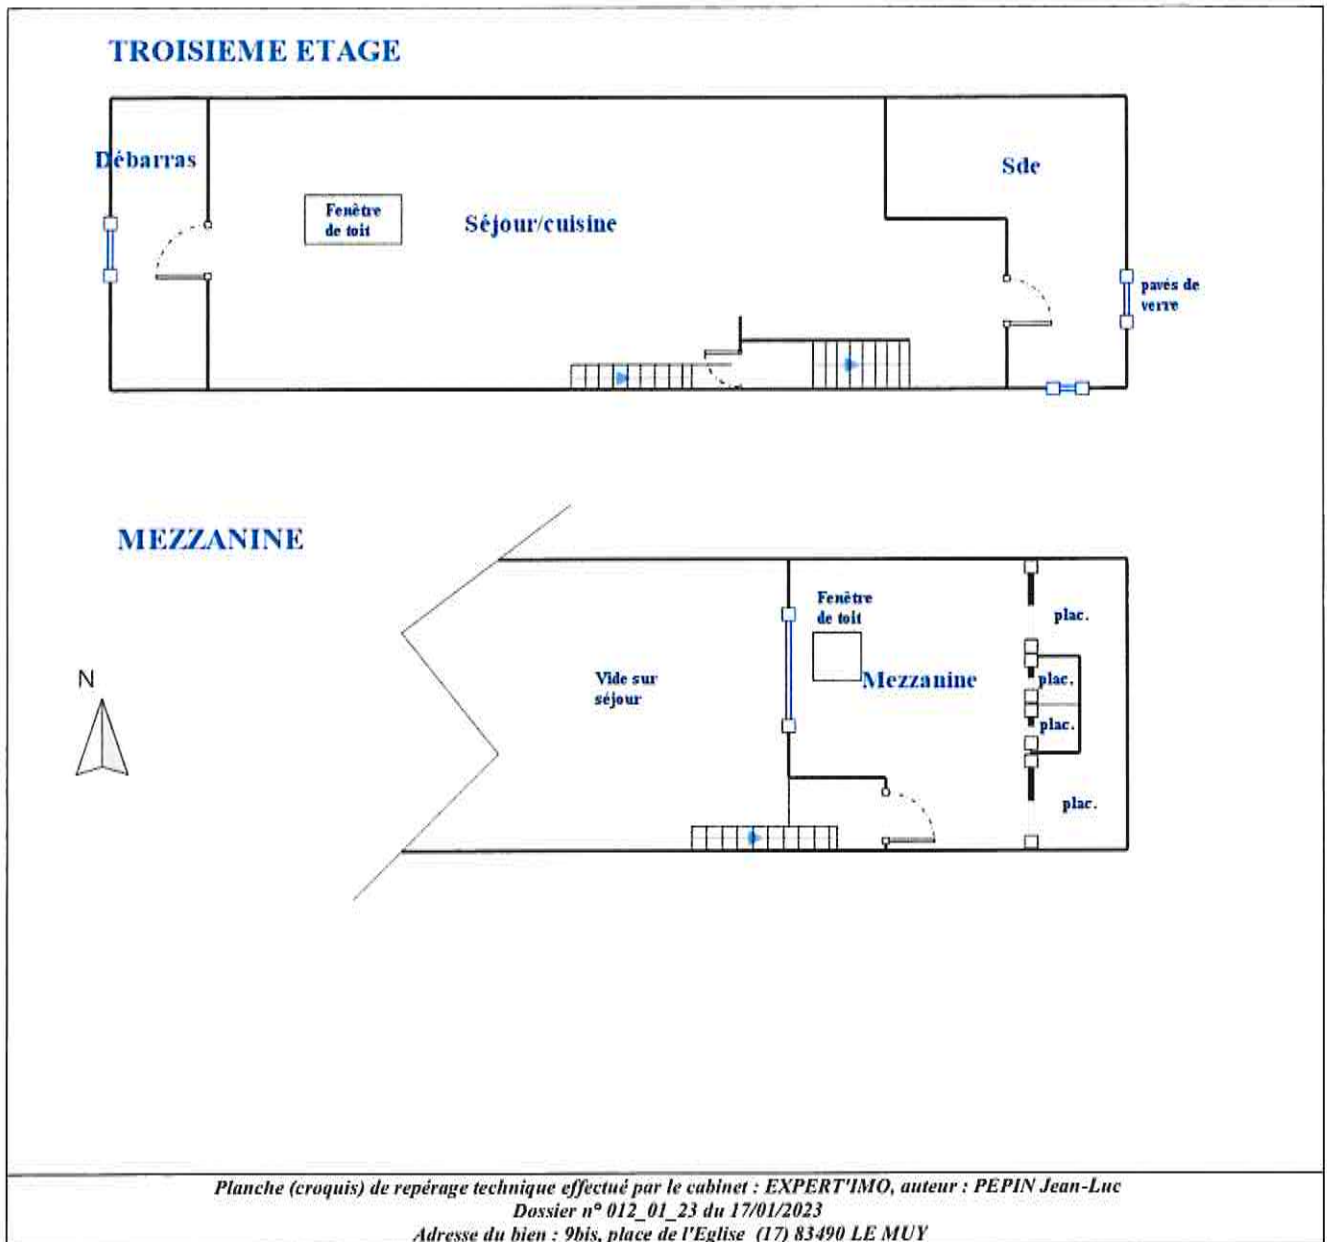 TROISIEME ETAGE
Débarras
Sde
Fenêtre
de toit
Séjour/cuisine
pavés de
verre
MEZZANINE
Fenêtre
de toit
plac.
N
Vide sur
séjour
Mezzanine
plac.
plac.
plac.
Planche (croquis) de repérage technique effectué par le cabinet : EXPERT'IMO, auteur : PEPIN Jean-Luc
Dossier n° 012_01_23 du 17/01/2023
Adresse du bien : 9bis, place de l'Eglise (17) 83490 LE MUY